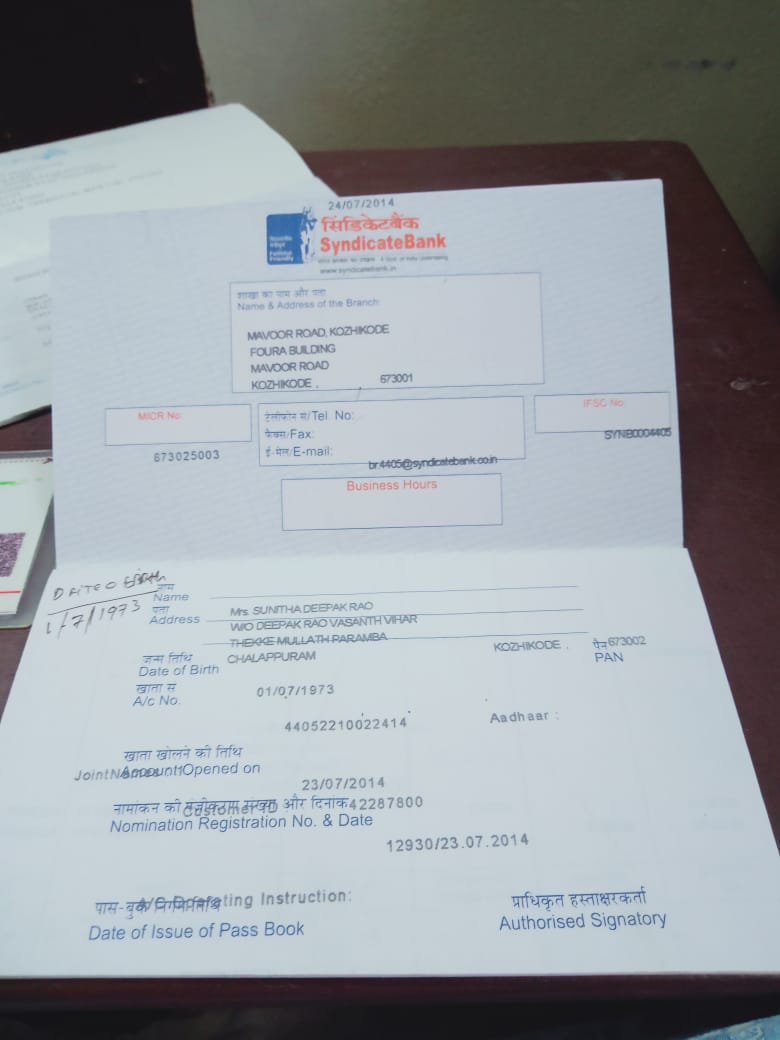 24/07/2014
सिंडिकेटबैंक
SyndicateBank
www.syndicatebank.in
शाखा का नाम और पता
Name & Address of the Branch:
MAVOOR ROAD, KOZHIKODE
FOURA BUILDING
MAVOOR ROAD
KOZHIKODE . 673001
MICR No:
673025003
टेलीफोन सं/Tel No:
फैक्स/Fax:
ई-मेल/E-mail:
br.4405@syndicatebank.co.in
IFSC No:
SYNB0004405
Business Hours
DATE O BIRTH
1/7/1973
नाम
Name
Mrs. SUNITHA DEEPAK RAO
पता
Address
W/O DEEPAK RAO VASANTH VIHAR
THEKKE MULLATH PARAMBA
CHALAPPURAM KOZHIKODE . 673002
पैन
PAN
जन्म तिथि
Date of Birth
01/07/1973
खाता सं
A/c No.
44052210022414 Aadhaar :
खाता खोलने की तिथि
Account Opened on
23/07/2014
नामांकन की पंजीकरण संख्या और दिनांक
Customer ID 42287800
Nomination Registration No. & Date
12930/23.07.2014
Operating Instruction:
पास-बुक
Date of Issue of Pass Book
प्राधिकृत हस्ताक्षरकर्ता
Authorised Signatory